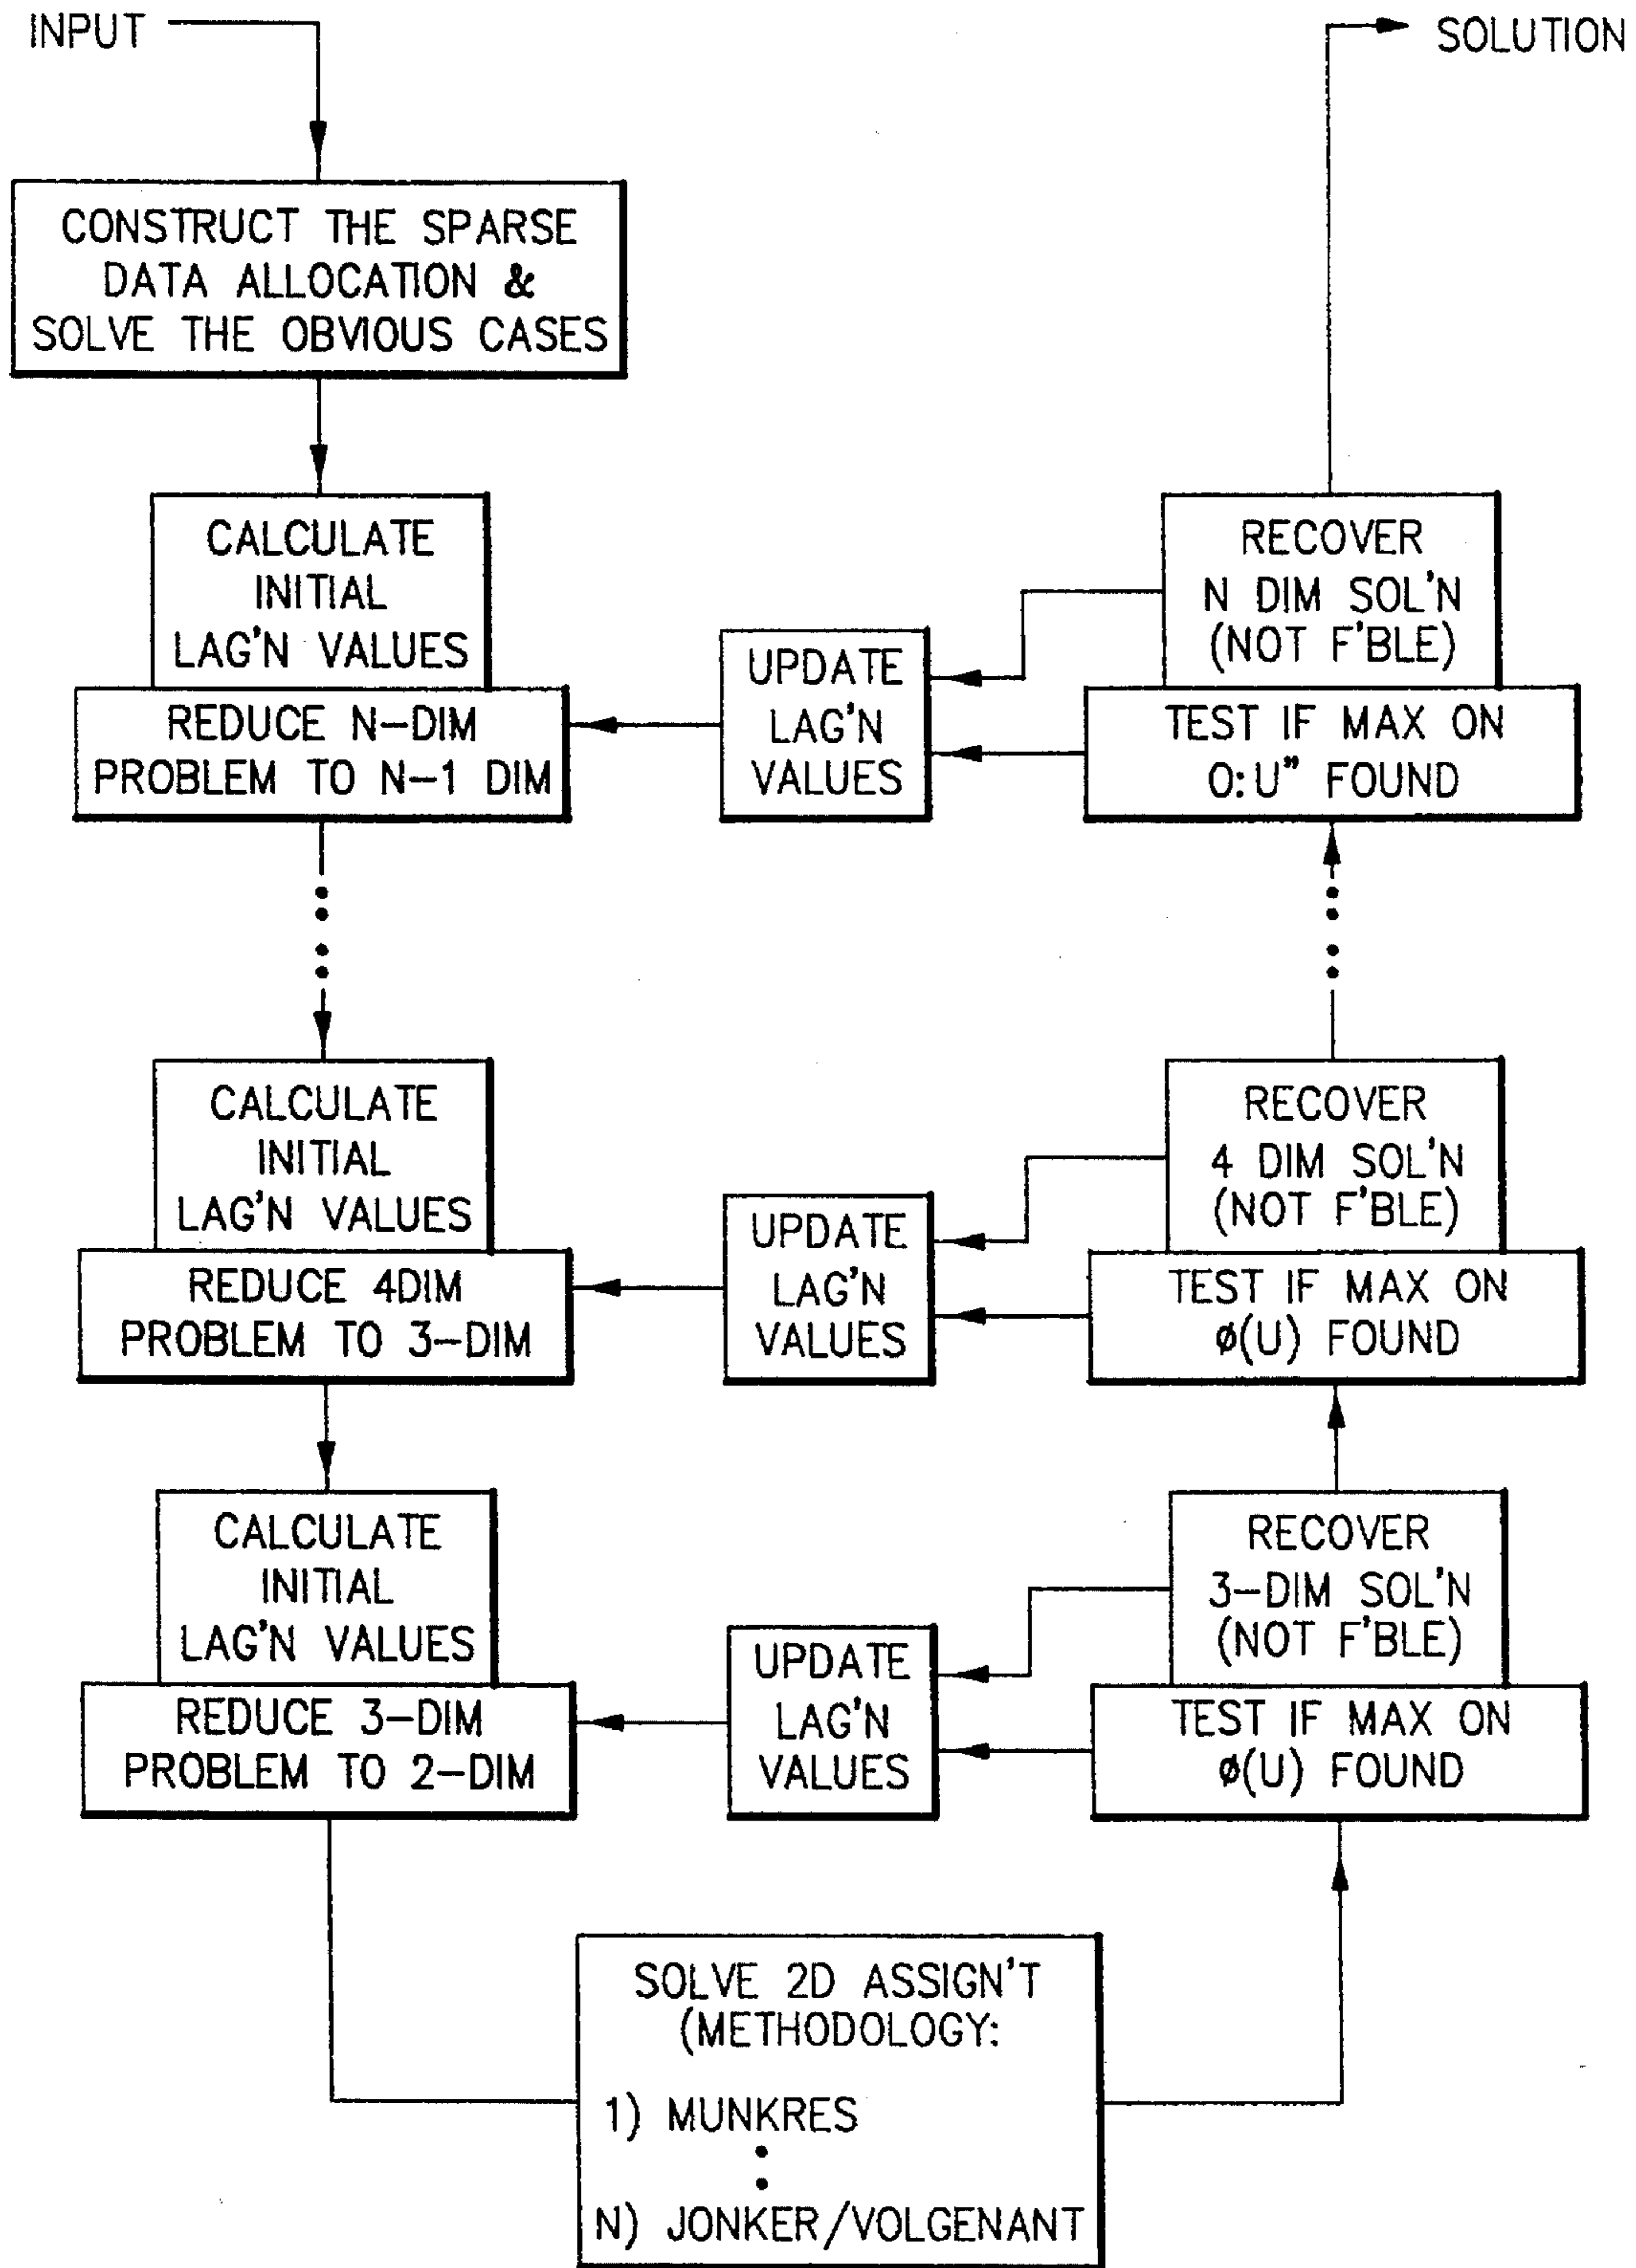 INPUT
SOLUTION
CONSTRUCT THE SPARSE
DATA ALLOCATION &
SOLVE THE OBVIOUS CASES
CALCULATE
INITIAL
LAG'N VALUES
REDUCE N-DIM
PROBLEM TO N-1 DIM
UPDATE
LAG'N
VALUES
RECOVER
N DIM SOL'N
(NOT F'BLE)
TEST IF MAX ON
O:U" FOUND
CALCULATE
INITIAL
LAG'N VALUES
REDUCE 4DIM
PROBLEM TO 3-DIM
UPDATE
LAG'N
VALUES
RECOVER
4 DIM SOL'N
(NOT F'BLE)
TEST IF MAX ON
ø(U) FOUND
CALCULATE
INITIAL
LAG'N VALUES
REDUCE 3-DIM
PROBLEM TO 2-DIM
UPDATE
LAG'N
VALUES
RECOVER
3-DIM SOL'N
(NOT F'BLE)
TEST IF MAX ON
ø(U) FOUND
SOLVE 2D ASSIGN'T
(METHODOLOGY:
1) MUNKRES
N) JONKER/VOLGENANT